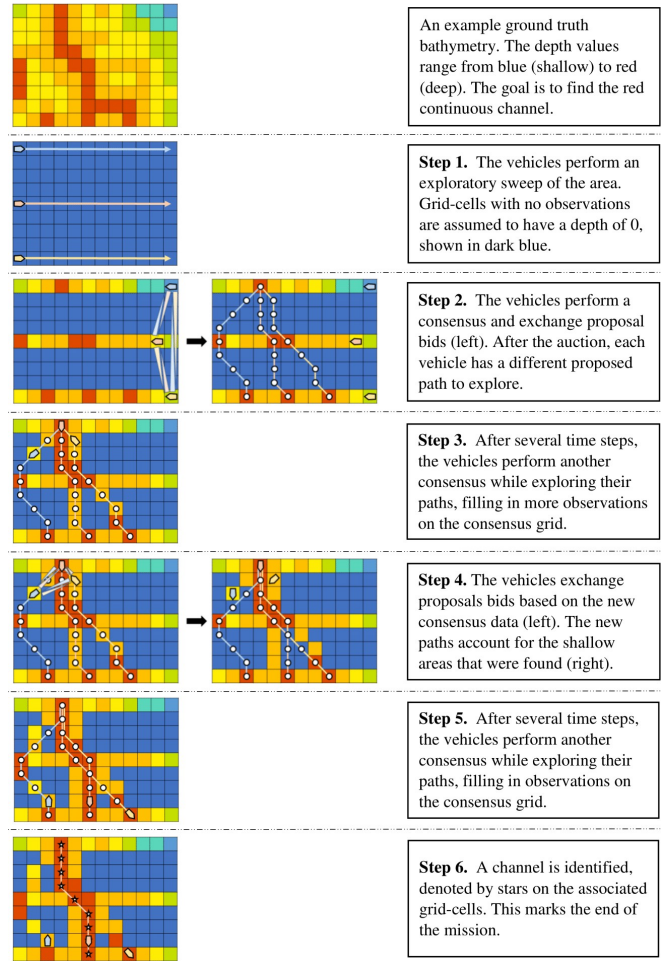 An example ground truth
bathymetry. The depth values
range from blue (shallow) to red
(deep). The goal is to find the red
continuous channel.
Step 1. The vehicles perform an
exploratory sweep of the area.
Grid-cells with no observations
are assumed to have a depth of 0,
shown in dark blue.
Step 2. The vehicles perform a
consensus and exchange proposal
bids (left). After the auction, each
vehicle has a different proposed
path to explore.
Step 3. After several time steps,
the vehicles perform another
consensus while exploring their
paths, filling in more observations
on the consensus grid.
Step 4. The vehicles exchange
proposals bids based on the new
consensus data (left). The new
paths account for the shallow
areas that were found (right).
Step 5. After several time steps,
the vehicles perform another
consensus while exploring their
paths, filling in observations on
the consensus grid.
Step 6. A channel is identified,
denoted by stars on the associated
grid-cells. This marks the end of
the mission.